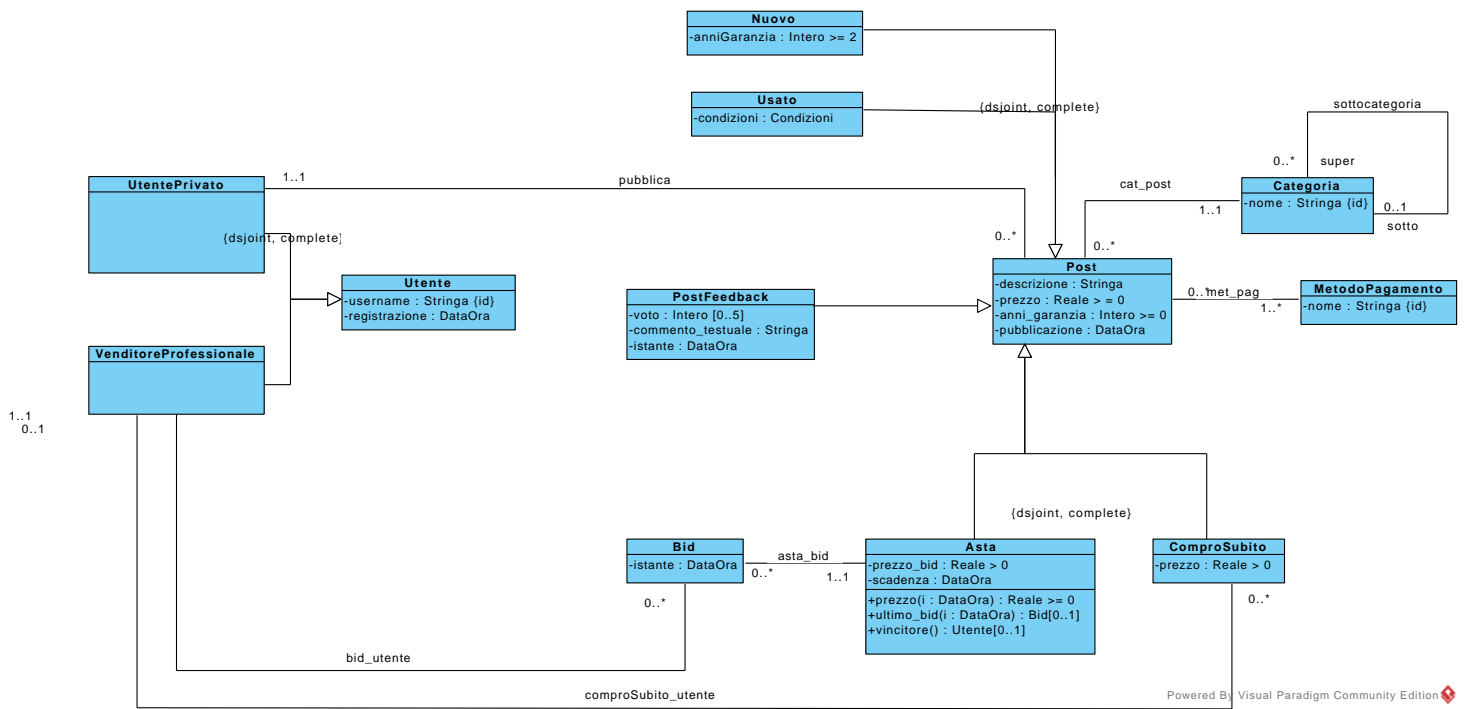 Nuovo
-anniGaranzia : Intero >= 2
Usato
-condizioni : Condizioni
{dsjoint, complete}
sottocategoria
0..*
super
UtentePrivato
1..1
pubblica
cat_post
1..1
Categoria
-nome : Stringa {id}
0..1
sotto
{dsjoint, complete}
0..*
0..*
Utente
-username : Stringa {id}
-registrazione : DataOra
PostFeedback
-voto : Intero [0..5]
-commento_testuale : Stringa
-istante : DataOra
Post
-descrizione : Stringa
-prezzo : Reale > = 0
-anni_garanzia : Intero >= 0
-pubblicazione : DataOra
0..*
met_pag
1..*
MetodoPagamento
-nome : Stringa {id}
VenditoreProfessionale
1..1
0..1
{dsjoint, complete}
Bid
-istante : DataOra
asta_bid
0..*
1..1
Asta
-prezzo_bid : Reale > 0
-scadenza : DataOra
+prezzo(i : DataOra) : Reale >= 0
+ultimo_bid(i : DataOra) : Bid[0..1]
+vincitore() : Utente[0..1]
ComproSubito
-prezzo : Reale > 0
0..*
0..*
bid_utente
comproSubito_utente
Powered By Visual Paradigm Community Edition